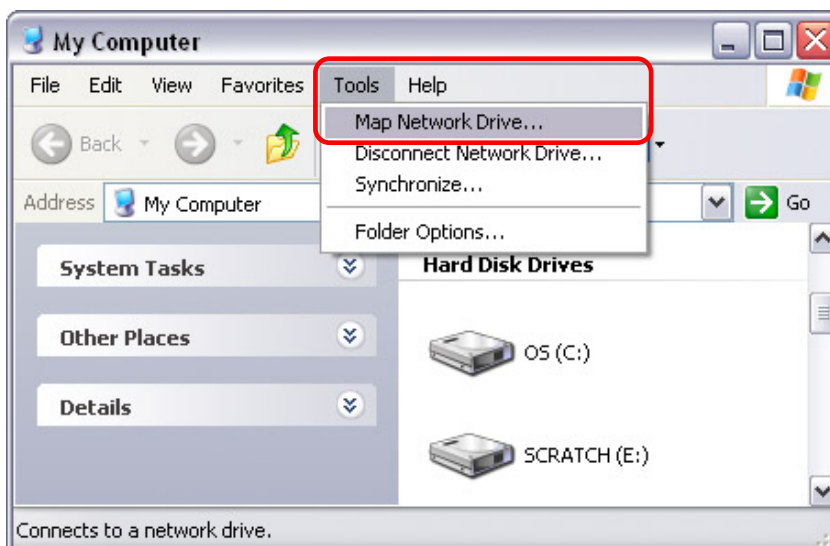 My Computer
File Edit View Favorites Tools Help
Back
Map Network Drive...
Disconnect Network Drive...
Synchronize...
Folder Options...
Address My Computer Go
System Tasks
Other Places
Details
Hard Disk Drives
OS (C:)
SCRATCH (E:)
Connects to a network drive.